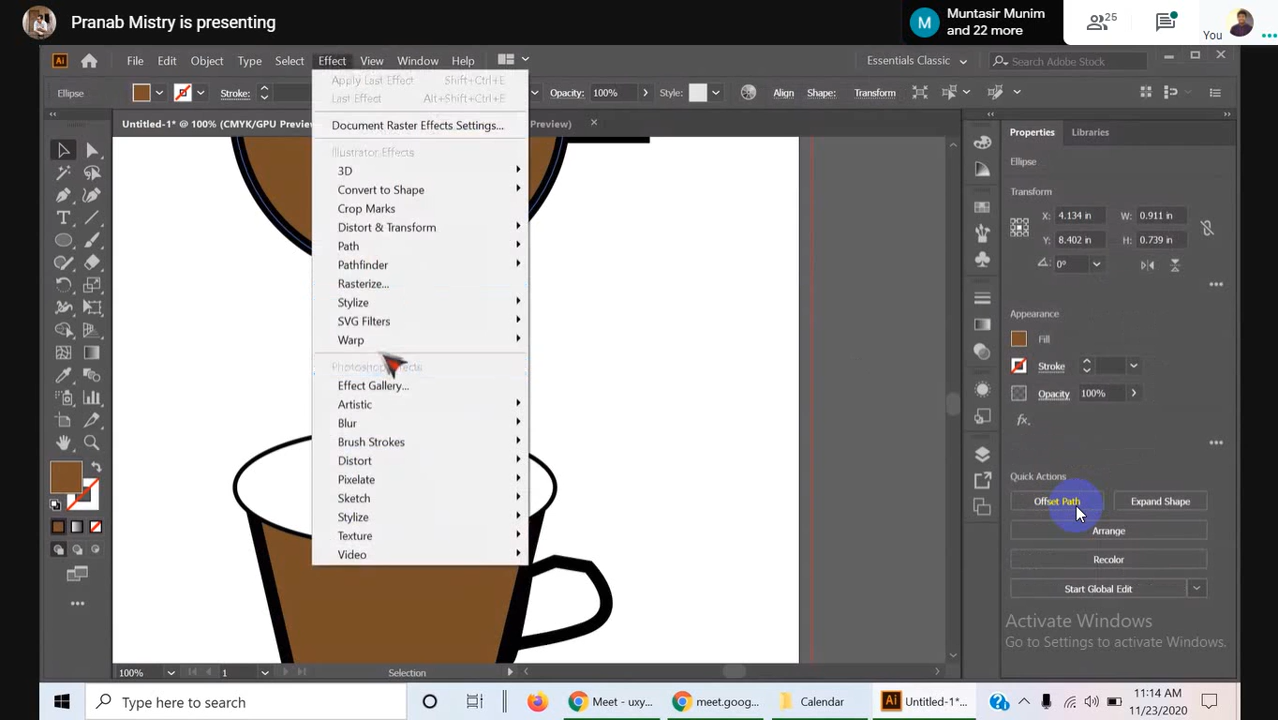 Pranab Mistry is presenting
M
Muntasir Munim
and 22 more
25
You
Ai
File Edit Object Type Select Effect View Window Help
Essentials Classic
Search Adobe Stock
Ellipse
Stroke:
Opacity: 100%
Style:
Align
Shape:
Transform
Untitled-1* @ 100% (CMYK/GPU Preview)
Preview)
Apply Last Effect Shift+Ctrl+E
Last Effect Alt+Shift+Ctrl+E
Document Raster Effects Settings...
Illustrator Effects
3D
Convert to Shape
Crop Marks
Distort & Transform
Path
Pathfinder
Rasterize...
Stylize
SVG Filters
Warp
Photoshop Effects
Effect Gallery...
Artistic
Blur
Brush Strokes
Distort
Pixelate
Sketch
Stylize
Texture
Video
Properties Libraries
Ellipse
Transform
X: 4.134 in W: 0.911 in
Y: 8.402 in H: 0.739 in
0°
Appearance
Fill
Stroke
Opacity 100%
fx.
Quick Actions
Offset Path Expand Shape
Arrange
Recolor
Start Global Edit
Activate Windows
Go to Settings to activate Windows.
100% 1 Selection
Type here to search
Meet - uxy...
meet.goog...
Calendar
Ai Untitled-1*...
11:14 AM
11/23/2020